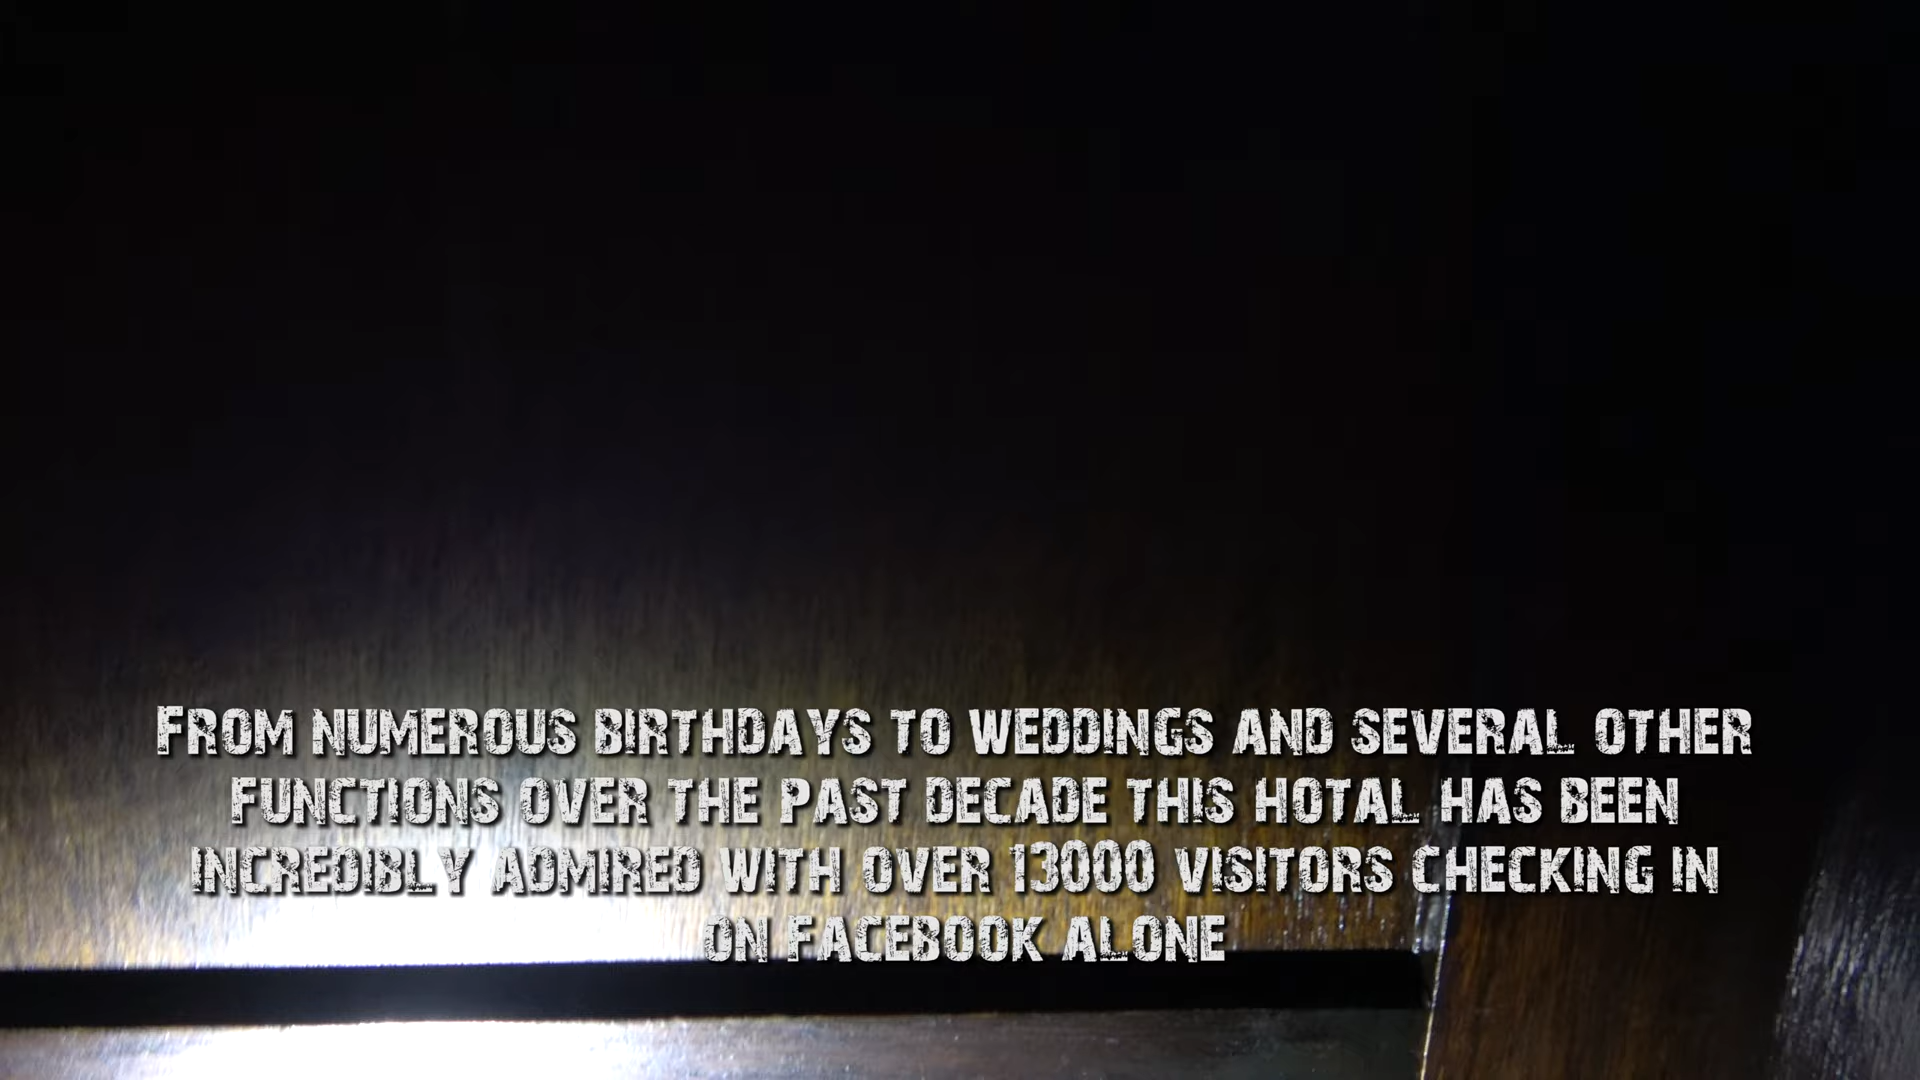 From numerous birthdays to weddings and several other
functions over the past decade this hotal has been
incredibly admired with over 13000 visitors checking in
on Facebook alone